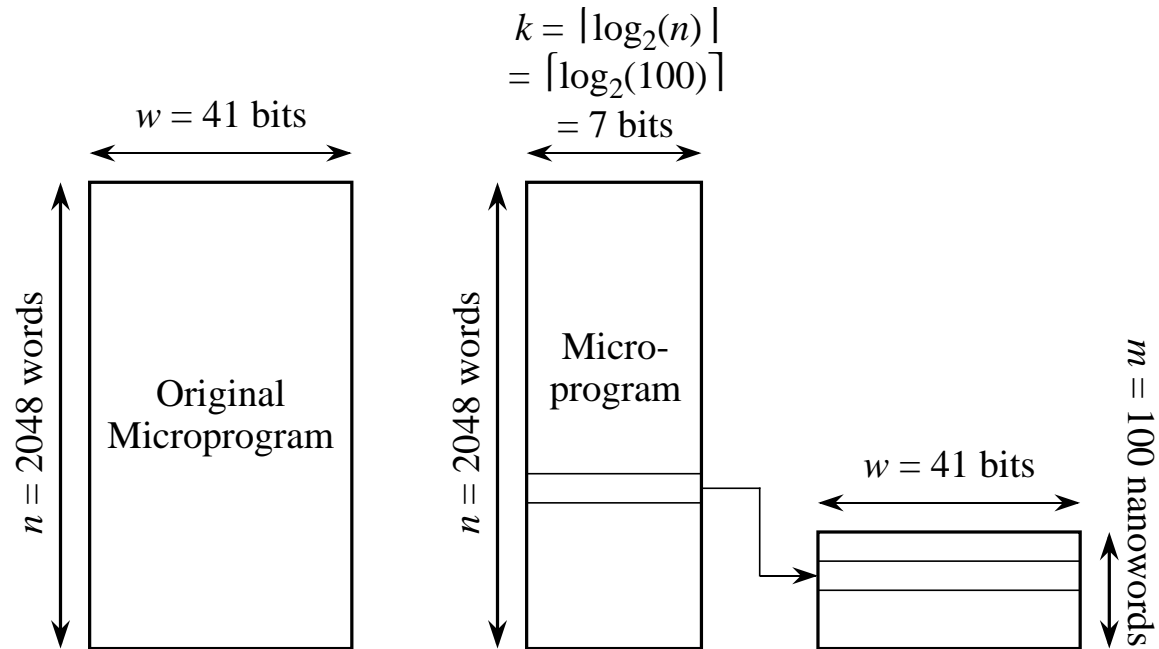 k = ⌈log₂(n)⌉
= ⌈log₂(100)⌉
= 7 bits
w = 41 bits
n = 2048 words
Original
Microprogram
n = 2048 words
Micro-
program
w = 41 bits
m = 100 nanowords